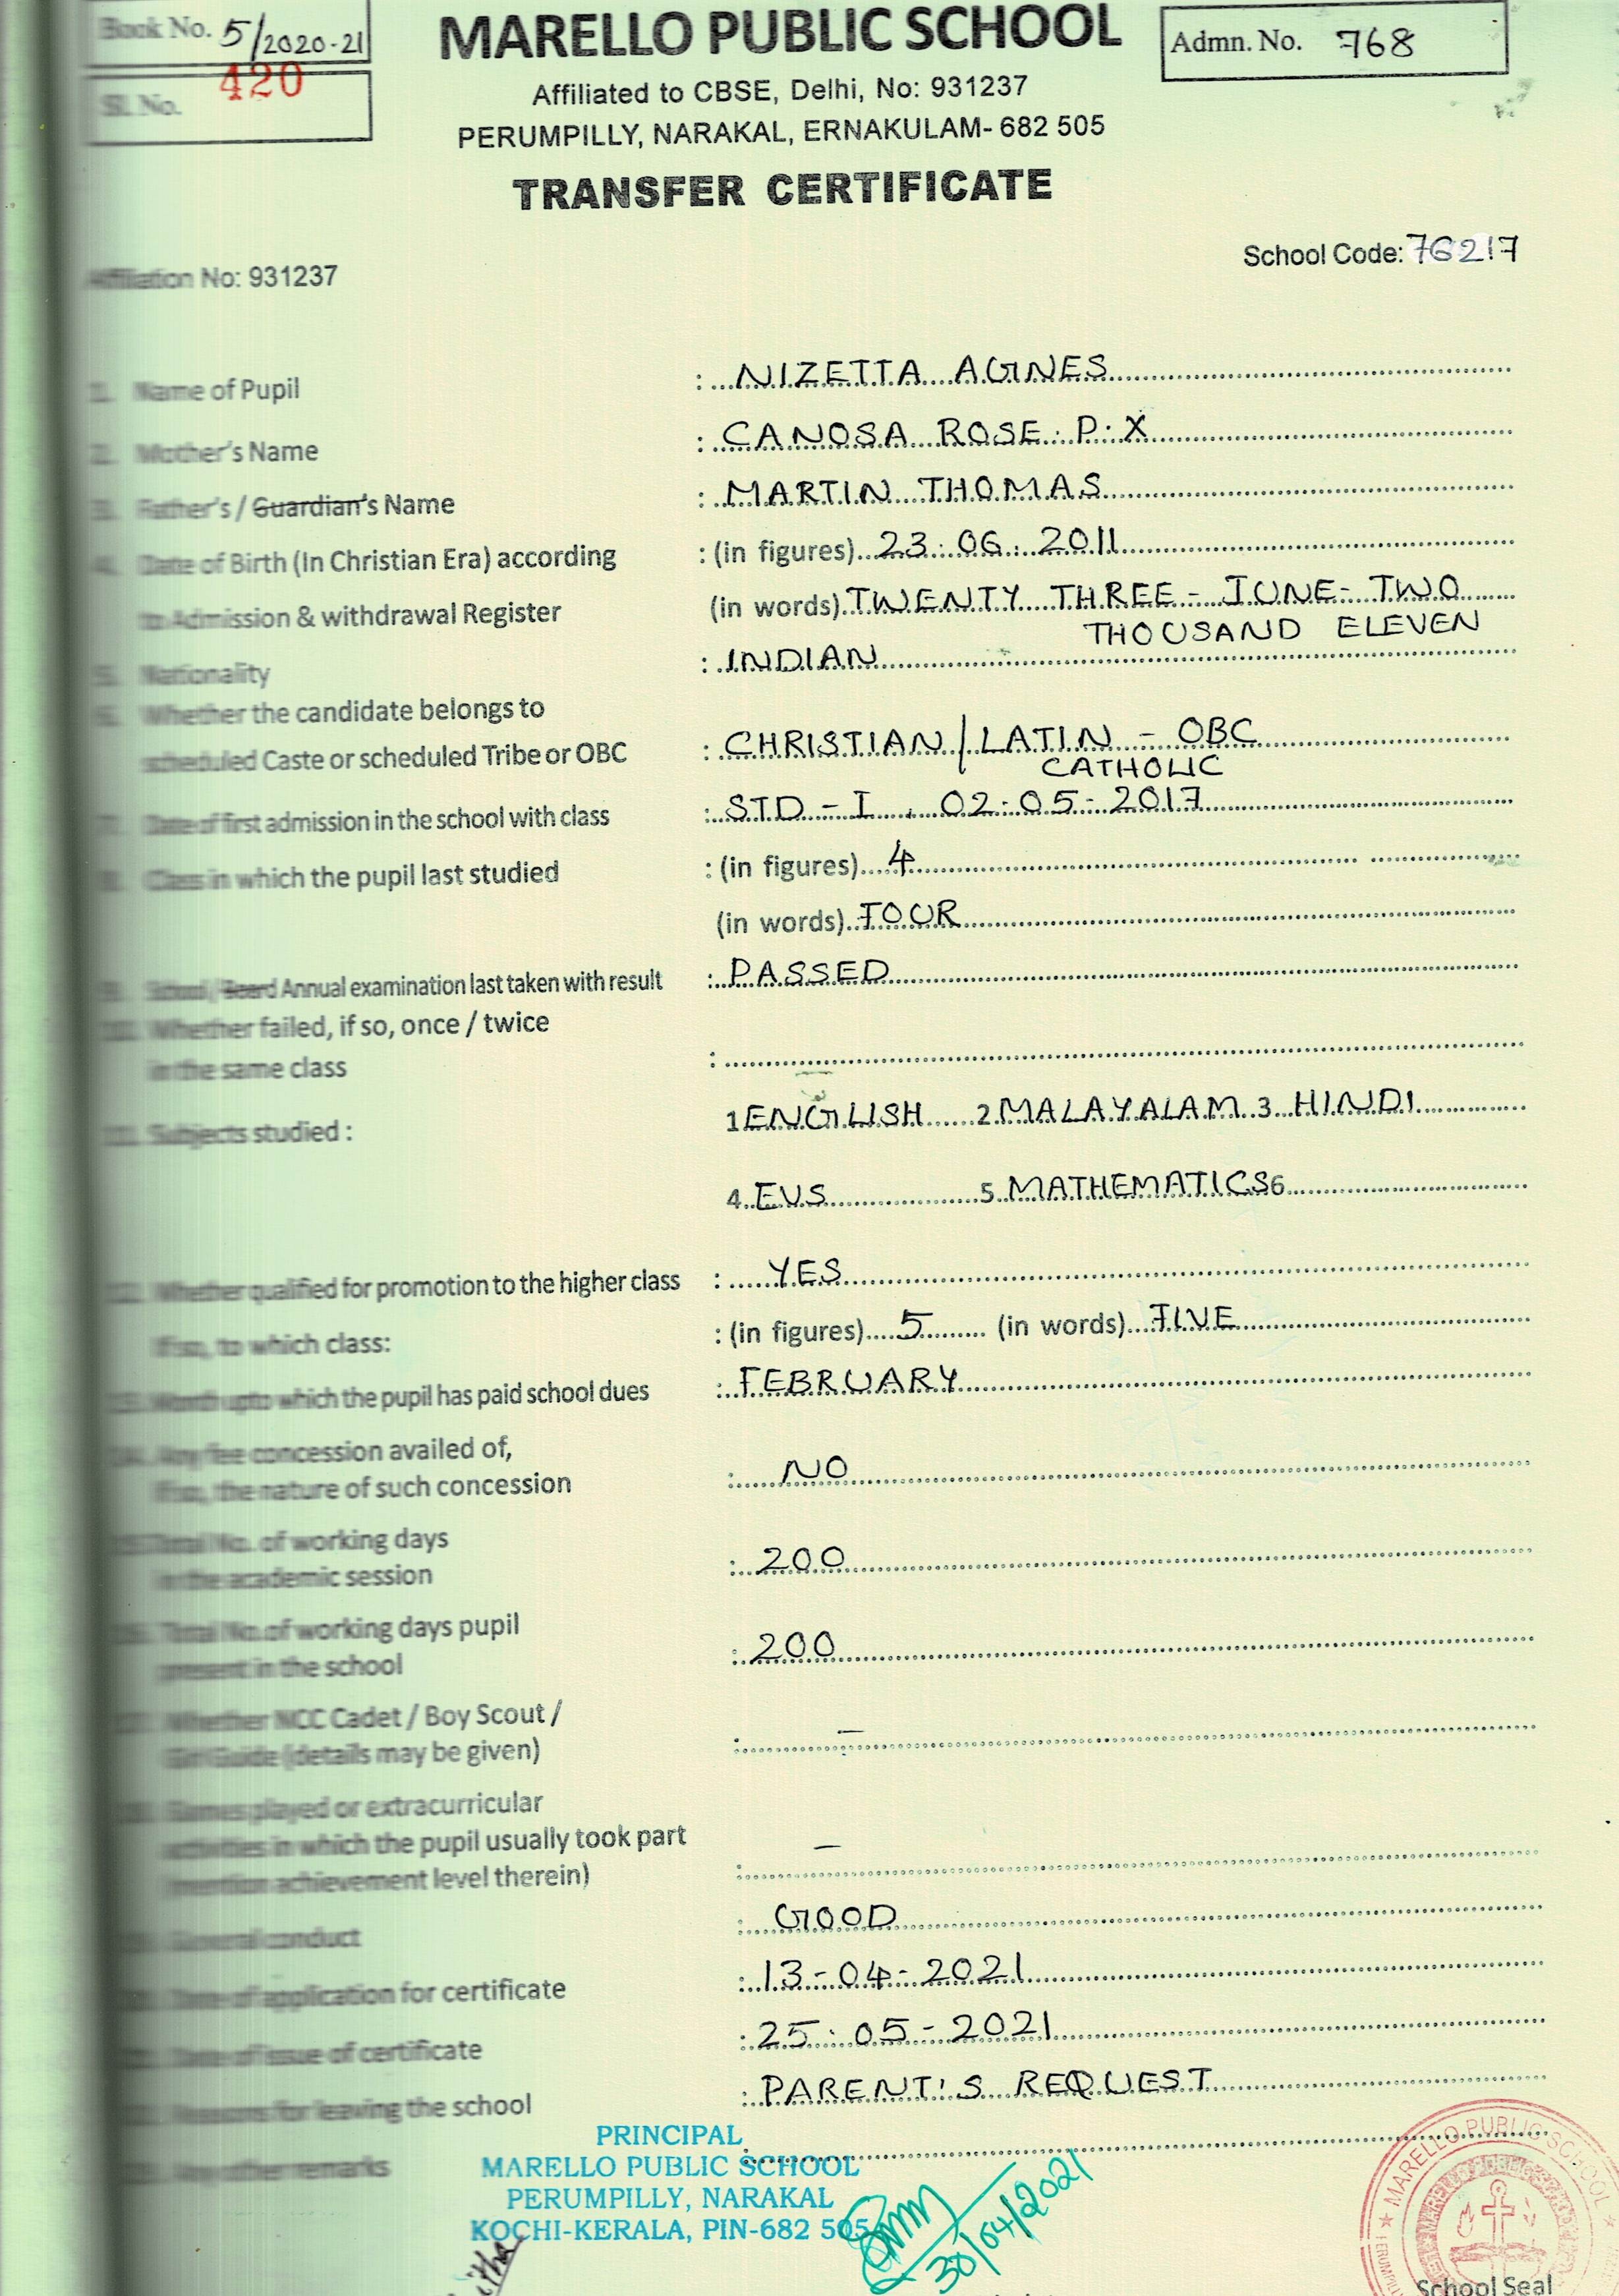 Book No. 5/2020-21
MARELLO PUBLIC SCHOOL
Admn. No. 768
Sl. No. 420
Affiliated to CBSE, Delhi, No: 931237
PERUMPILLY, NARAKAL, ERNAKULAM- 682 505
TRANSFER CERTIFICATE
School Code: 76217
Affiliation No: 931237
Name of Pupil : NIZETTA AGNES
Mother's Name : CANOSA ROSE. P. X
Father's / Guardian's Name : MARTIN THOMAS
Date of Birth (In Christian Era) according : (in figures) 23.06.2011
to Admission & withdrawal Register (in words) TWENTY THREE - JUNE - TWO
THOUSAND ELEVEN
Nationality : INDIAN
Whether the candidate belongs to
scheduled Caste or scheduled Tribe or OBC : CHRISTIAN / LATIN - OBC
CATHOLIC
Date of first admission in the school with class : STD - I , 02-05-2017
Class in which the pupil last studied : (in figures) 4
(in words) FOUR
School / Board Annual examination last taken with result : PASSED
Whether failed, if so, once / twice
in the same class :
Subjects studied : 1 ENGLISH 2 MALAYALAM 3 HINDI
4 EVS 5 MATHEMATICS 6
Whether qualified for promotion to the higher class : YES
If so, to which class: : (in figures) 5 (in words) FIVE
Month upto which the pupil has paid school dues : FEBRUARY
Any fee concession availed of,
If so, the nature of such concession : NO
Total No. of working days
in the academic session : 200
Total No. of working days pupil
present in the school : 200
Whether NCC Cadet / Boy Scout /
Girl Guide (details may be given) : -
Games played or extracurricular
activities in which the pupil usually took part -
(mention achievement level therein) :
General conduct : GOOD
Date of application for certificate : 13-04-2021
Date of issue of certificate : 25-05-2021
Reasons for leaving the school : PARENT'S REQUEST
Any other remarks
PRINCIPAL
MARELLO PUBLIC SCHOOL
PERUMPILLY, NARAKAL
KOCHI-KERALA, PIN-682 505
30/04/2021
MARELLO PUBLIC SCHOOL
School Seal